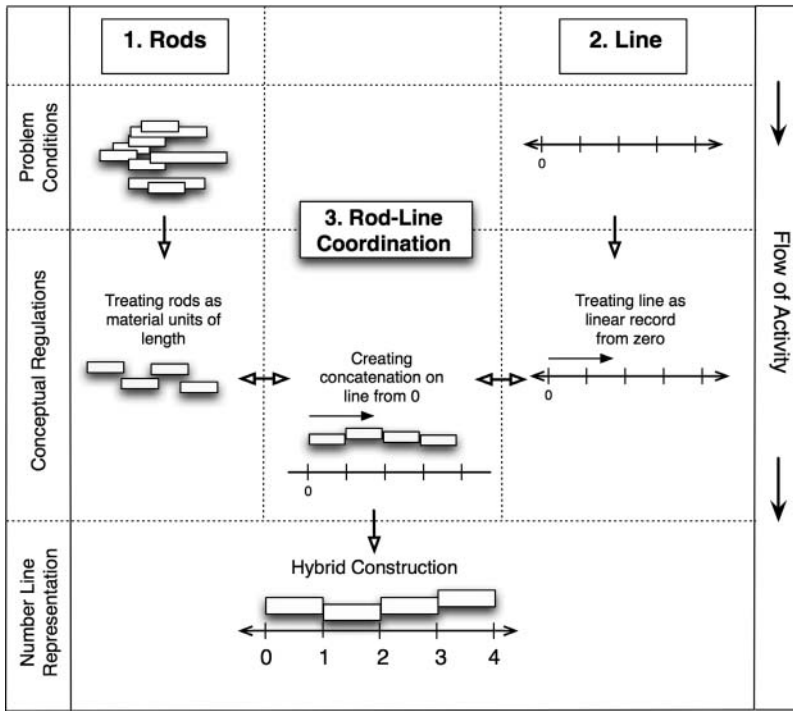 1. Rods
2. Line
Problem
Conditions
0
3. Rod-Line
Coordination
Flow of Activity
Conceptual Regulations
Treating rods as
material units of
length
Creating
concatenation on
line from 0
0
Treating line as
linear record
from zero
0
Number Line
Representation
Hybrid Construction
0 1 2 3 4